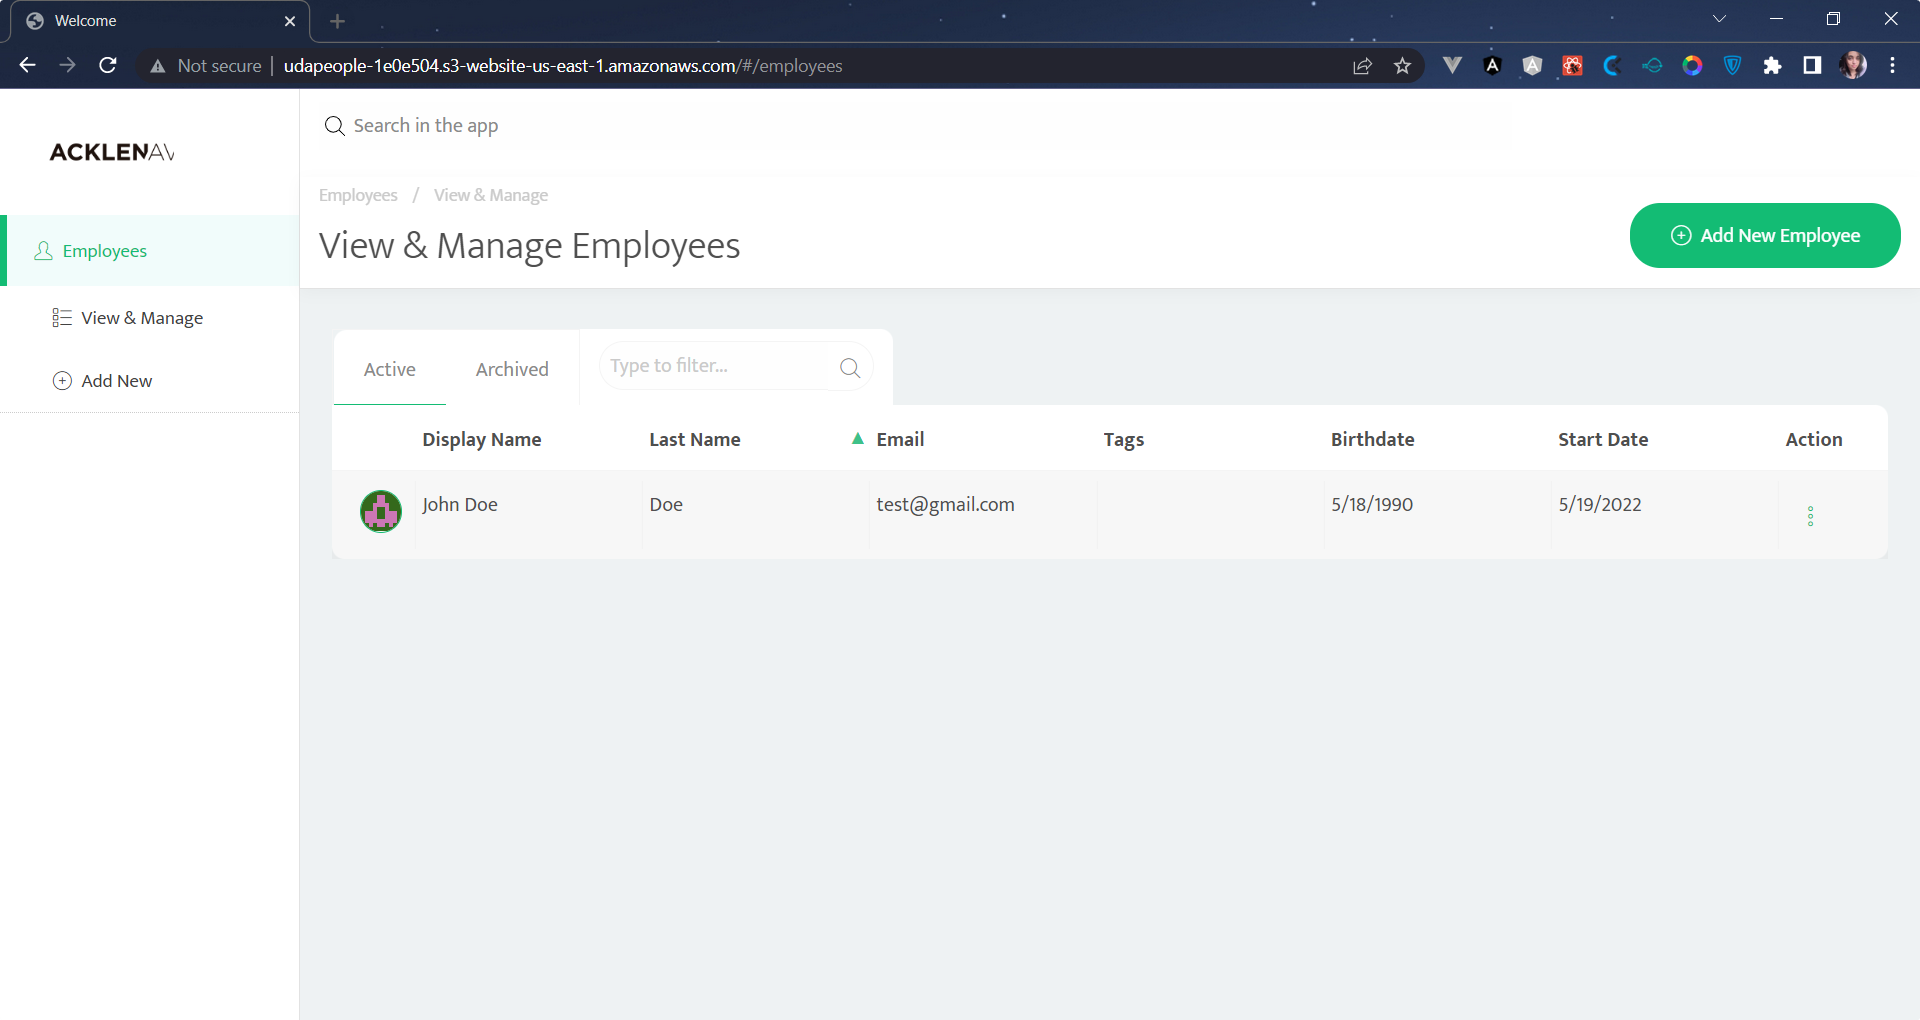 Welcome
Not secure | udapeople-1e0e504.s3-website-us-east-1.amazonaws.com/#/employees
ACKLENAV
Search in the app
Employees / View & Manage
View & Manage Employees
Add New Employee
Employees
View & Manage
Add New
Active Archived Type to filter...
Display Name Last Name Email Tags Birthdate Start Date Action
John Doe Doe test@gmail.com 5/18/1990 5/19/2022